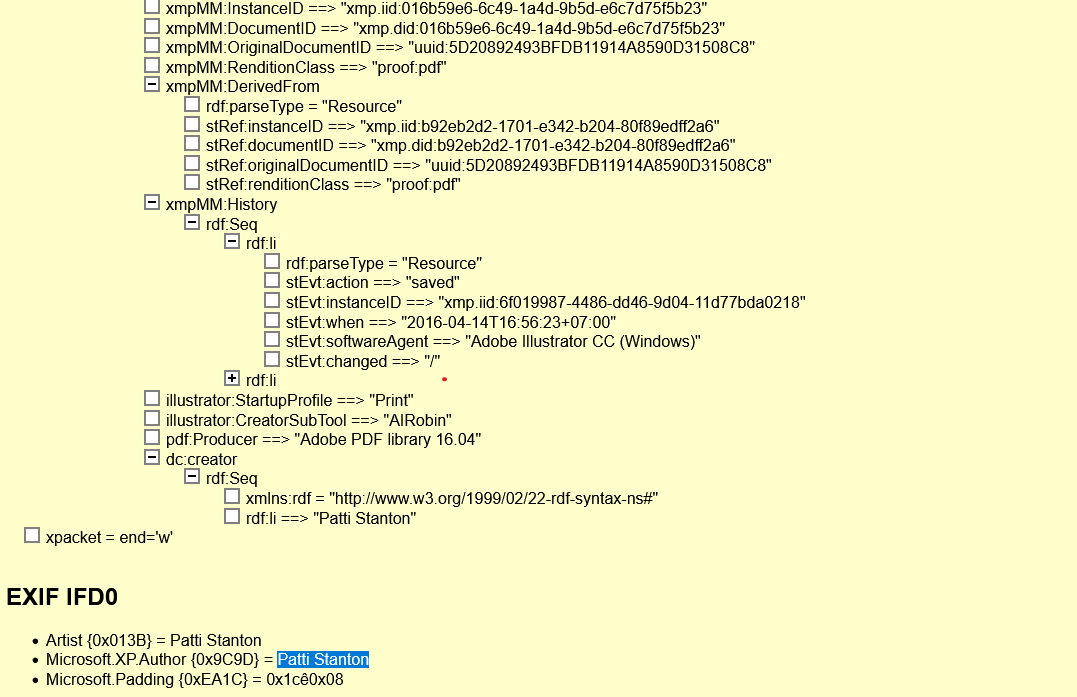 xmpMM:InstanceID ==> "xmp.iid:016b59e6-6c49-1a4d-9b5d-e6c7d75f5b23"
xmpMM:DocumentID ==> "xmp.did:016b59e6-6c49-1a4d-9b5d-e6c7d75f5b23"
xmpMM:OriginalDocumentID ==> "uuid:5D20892493BFDB11914A8590D31508C8"
xmpMM:RenditionClass ==> "proof:pdf"
xmpMM:DerivedFrom
rdf:parseType = "Resource"
stRef:instanceID ==> "xmp.iid:b92eb2d2-1701-e342-b204-80f89edff2a6"
stRef:documentID ==> "xmp.did:b92eb2d2-1701-e342-b204-80f89edff2a6"
stRef:originalDocumentID ==> "uuid:5D20892493BFDB11914A8590D31508C8"
stRef:renditionClass ==> "proof:pdf"
xmpMM:History
rdf:Seq
rdf:li
rdf:parseType = "Resource"
stEvt:action ==> "saved"
stEvt:instanceID ==> "xmp.iid:6f019987-4486-dd46-9d04-11d77bda0218"
stEvt:when ==> "2016-04-14T16:56:23+07:00"
stEvt:softwareAgent ==> "Adobe Illustrator CC (Windows)"
stEvt:changed ==> "/"
rdf:li
illustrator:StartupProfile ==> "Print"
illustrator:CreatorSubTool ==> "AIRobin"
pdf:Producer ==> "Adobe PDF library 16.04"
dc:creator
rdf:Seq
xmlns:rdf = "http://www.w3.org/1999/02/22-rdf-syntax-ns#"
rdf:li ==> "Patti Stanton"
xpacket = end='w'
EXIF IFD0
• Artist {0x013B} = Patti Stanton
• Microsoft.XP.Author {0x9C9D} = Patti Stanton
• Microsoft.Padding {0xEA1C} = 0x1cê0x08